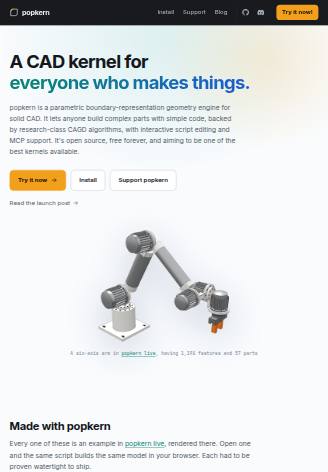 popkern
Install Support Blog Try it now!
A CAD kernel for
everyone who makes things.
popkern is a parametric boundary-representation geometry engine for
solid CAD. It lets anyone build complex parts with simple code, backed
by research-class CAGD algorithms, with interactive script editing and
MCP support. It's open source, free forever, and aiming to be one of the
best kernels available.
Try it now → Install Support popkern
Read the launch post →
A six-axis arm in popkern live, having features and 57 parts
Made with popkern
Every one of these is an example in popkern live, rendered there. Open one
and the same script builds the same model in your browser. Each had to be
proven watertight to ship.